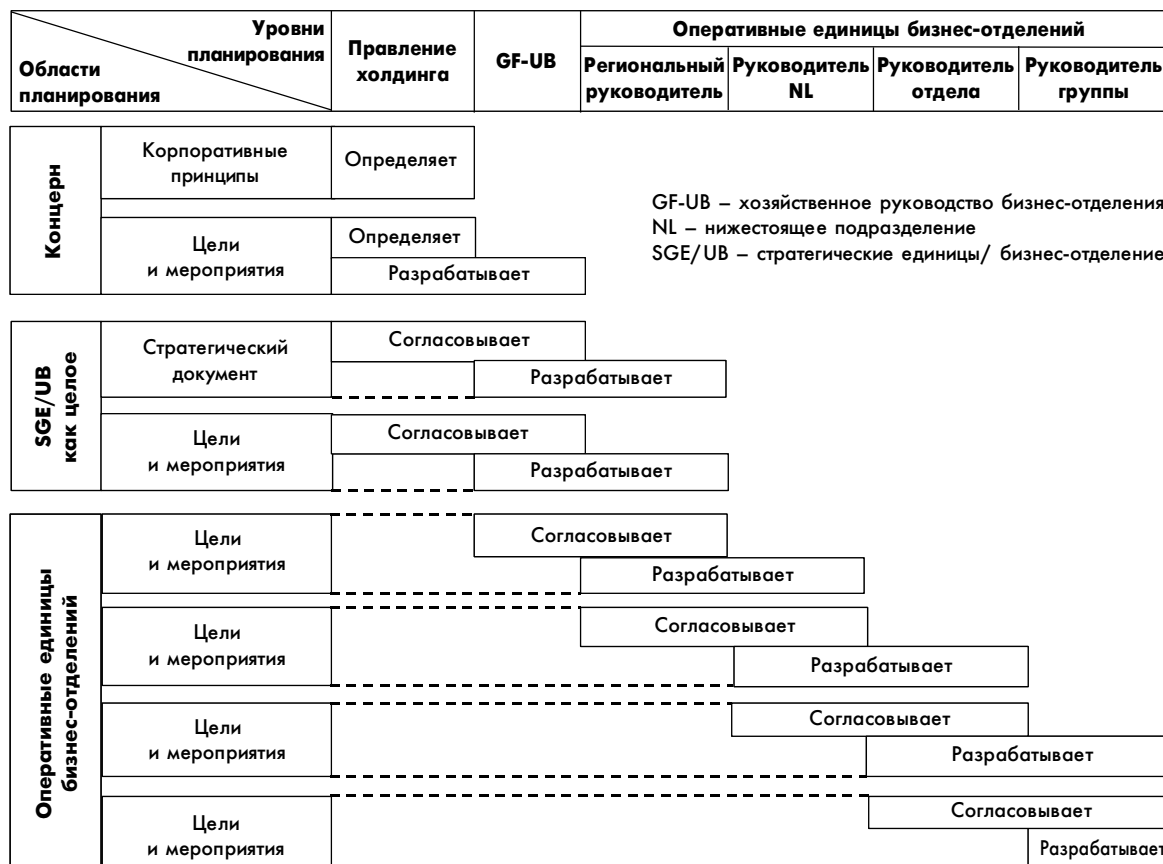 Уровни
планирования
Области
планирования
Правление
холдинга
GF-UB
Оперативные единицы бизнес-отделений
Региональный
руководитель
Руководитель
NL
Руководитель
отдела
Руководитель
группы
Концерн
Корпоративные
принципы
Определяет
GF-UB – хозяйственное руководство бизнес-отделения
NL – нижестоящее подразделение
SGE/UB – стратегические единицы/ бизнес-отделение
Цели
и мероприятия
Определяет
Разрабатывает
SGE/UB
как целое
Стратегический
документ
Согласовывает
Разрабатывает
Цели
и мероприятия
Согласовывает
Разрабатывает
Оперативные единицы
бизнес-отделений
Цели
и мероприятия
Согласовывает
Разрабатывает
Цели
и мероприятия
Согласовывает
Разрабатывает
Цели
и мероприятия
Согласовывает
Разрабатывает
Цели
и мероприятия
Согласовывает
Разрабатывает